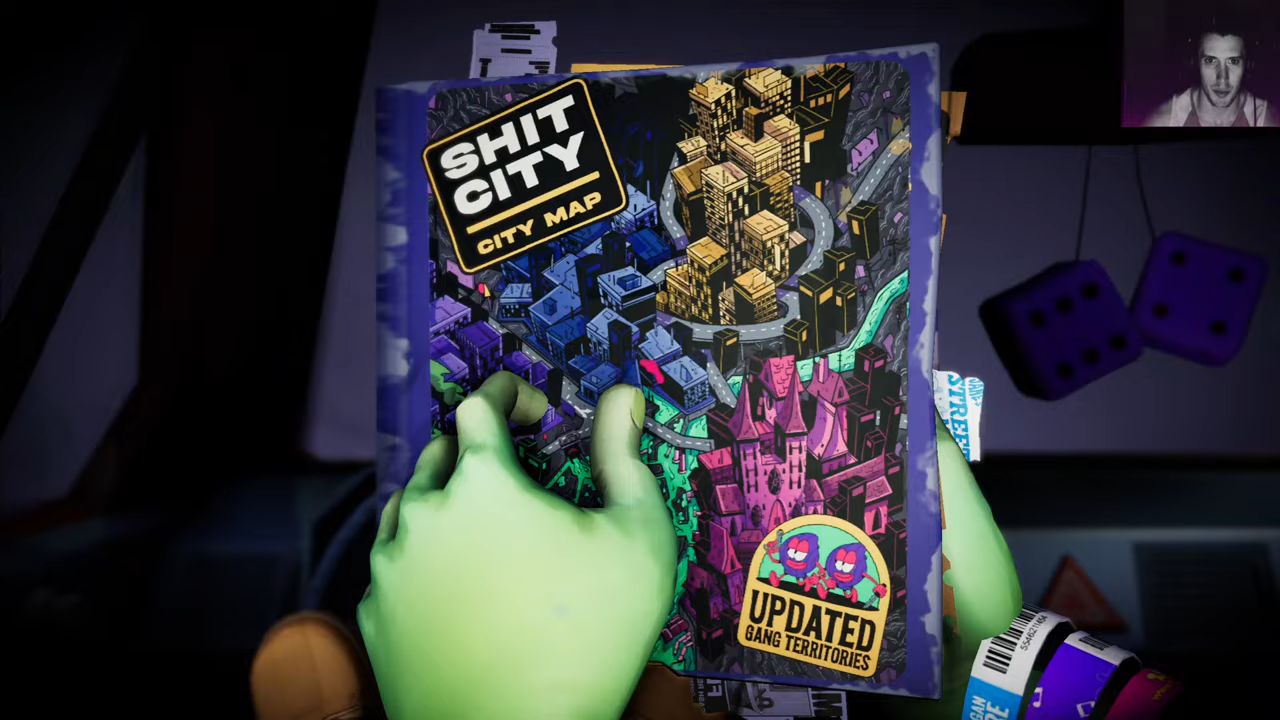 SHIT
CITY
CITY MAP
UPDATED
GANG TERRITORIES